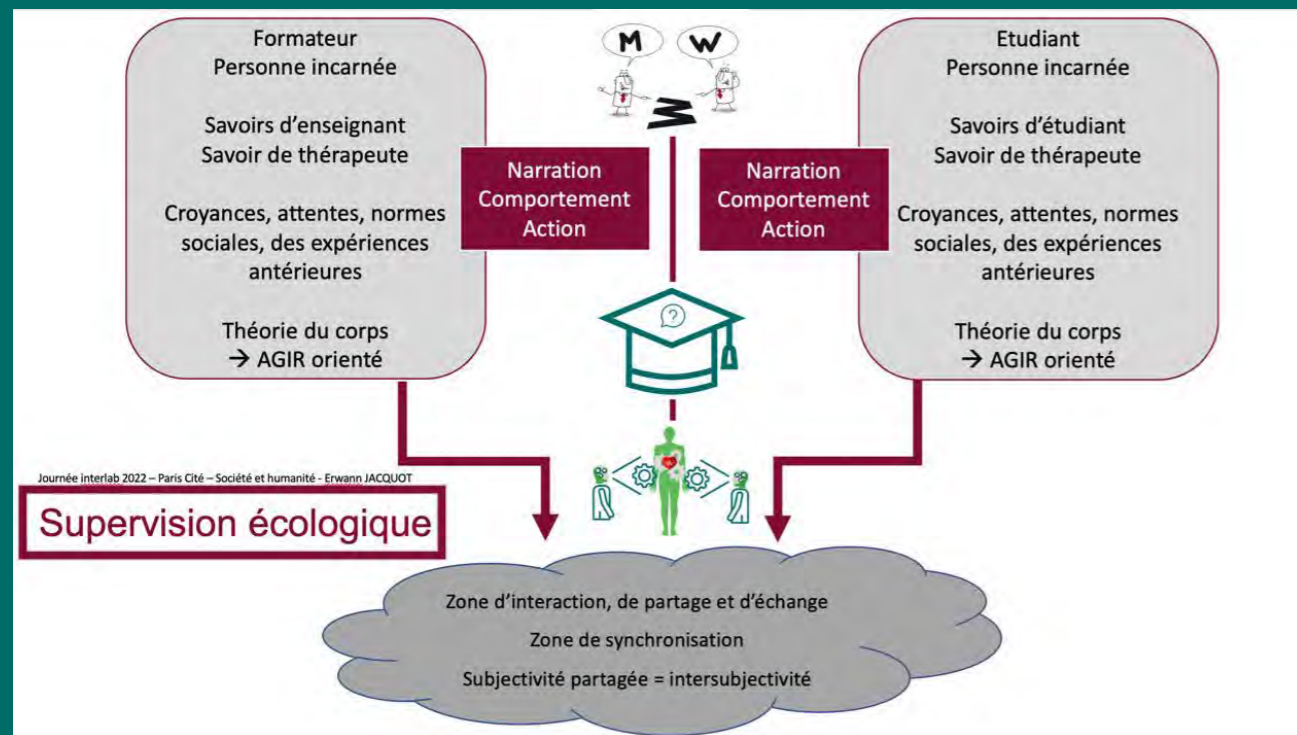 Formateur
Personne incarnée
Savoirs d'enseignant
Savoir de thérapeute
Croyances, attentes, normes
sociales, des expériences
antérieures
Théorie du corps
→ AGIR orienté
M
W
Narration
Comportement
Action
Narration
Comportement
Action
?
Etudiant
Personne incarnée
Savoirs d'étudiant
Savoir de thérapeute
Croyances, attentes, normes
sociales, des expériences
antérieures
Théorie du corps
→ AGIR orienté
Journée interlab 2022 – Paris Cité – Société et humanité - Erwann JACQUOT
Supervision écologique
Zone d'interaction, de partage et d'échange
Zone de synchronisation
Subjectivité partagée = intersubjectivité